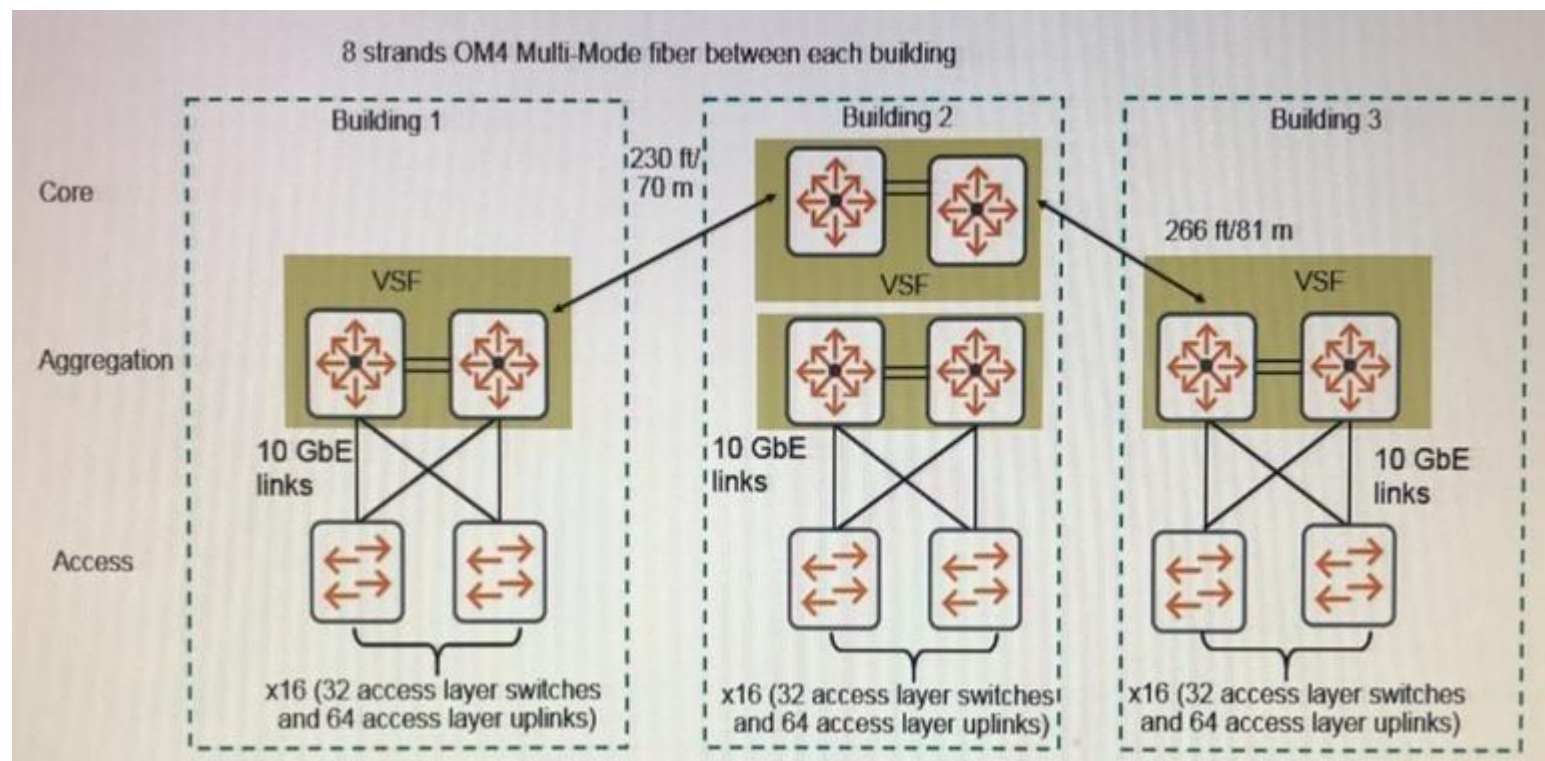 8 strands OM4 Multi-Mode fiber between each building
Building 1
Building 2
Building 3
230 ft/
70 m
Core
266 ft/81 m
VSF
VSF
VSF
Aggregation
10 GbE
links
10 GbE
links
10 GbE
links
Access
x16 (32 access layer switches
and 64 access layer uplinks)
x16 (32 access layer switches
and 64 access layer uplinks)
x16 (32 access layer switches
and 64 access layer uplinks)